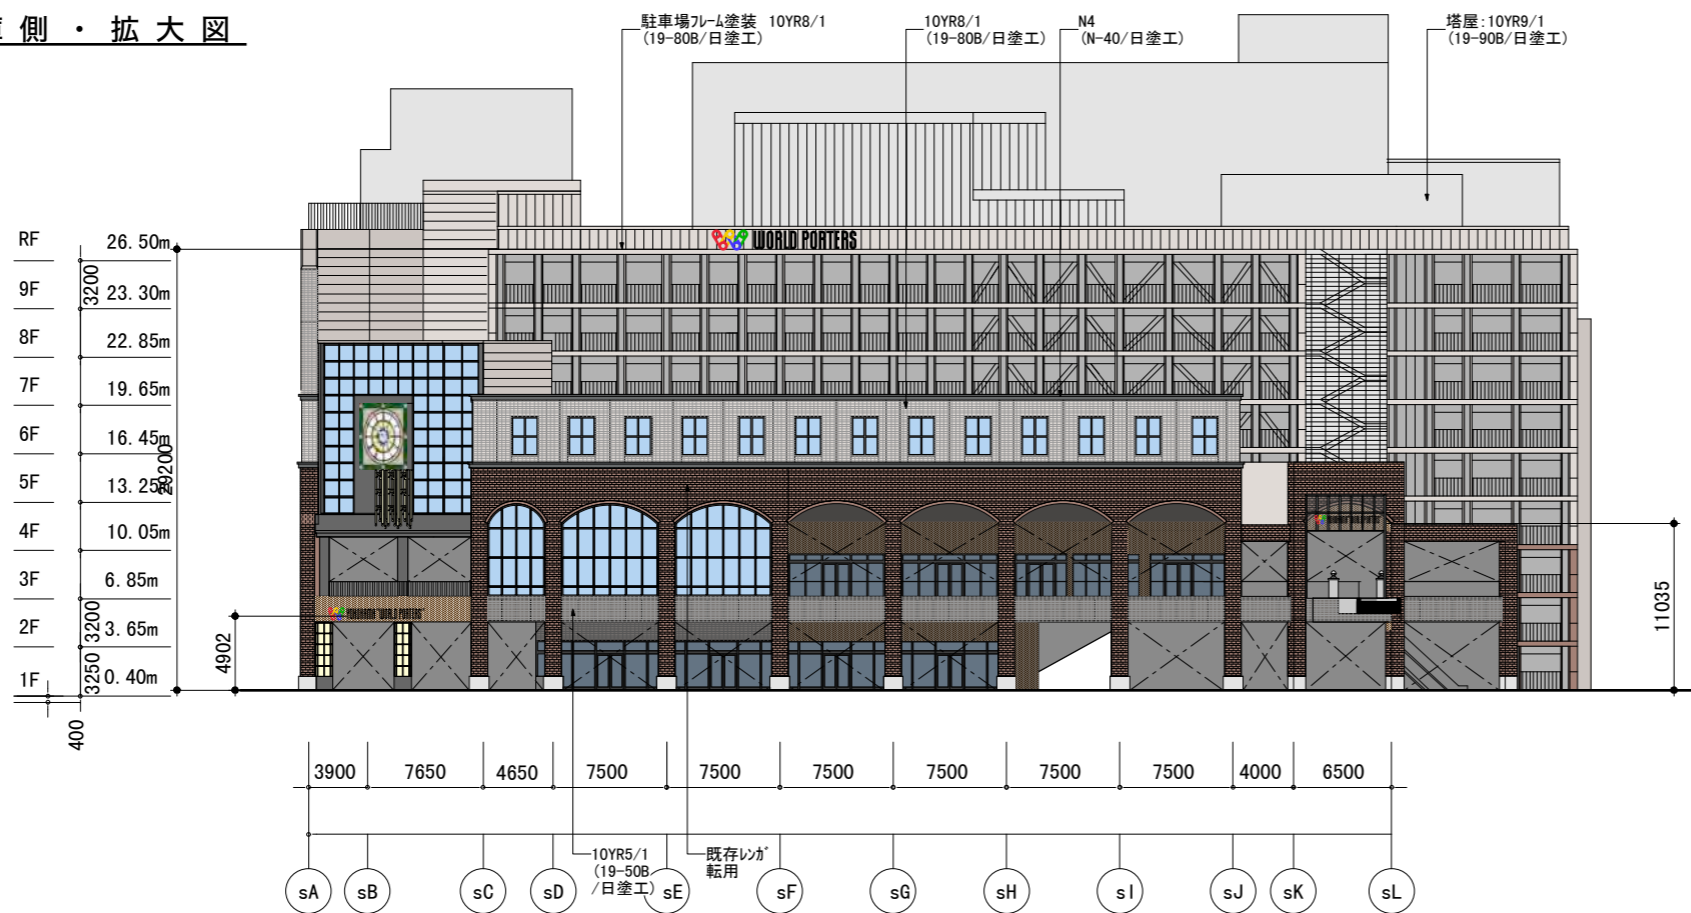 側・拡大図
駐車場フレーム塗装 10YR8/1
(19-80B/日塗工)
10YR8/1
(19-80B/日塗工)
N4
(N-40/日塗工)
塔屋:10YR9/1
(19-90B/日塗工)
WORLD PORTERS
RF 26.50m
3200
9F 23.30m
8F 22.85m
7F 19.65m
6F 16.45m
29200
5F 13.25m
4F 10.05m
3F 6.85m
3200
2F 3.65m
3250
1F 0.40m
400
4902
11035
YOKOHAMA "WORLD PORTERS"
3900 7650 4650 7500 7500 7500 7500 7500 7500 4000 6500
10YR5/1
(19-50B
/日塗工)
既存レンガ
転用
sA sB sC sD sE sF sG sH sI sJ sK sL